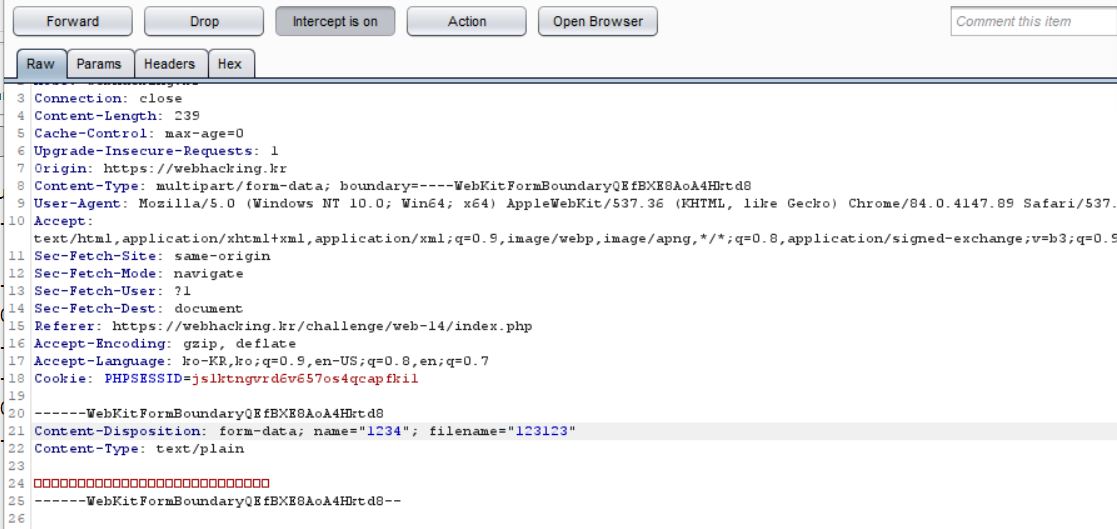 Forward Drop Intercept is on Action Open Browser Comment this item
Raw Params Headers Hex
3 Connection: close
4 Content-Length: 239
5 Cache-Control: max-age=0
6 Upgrade-Insecure-Requests: 1
7 Origin: https://webhacking.kr
8 Content-Type: multipart/form-data; boundary=----WebKitFormBoundaryQEfBXE8AoA4HRtd8
9 User-Agent: Mozilla/5.0 (Windows NT 10.0; Win64; x64) AppleWebKit/537.36 (KHTML, like Gecko) Chrome/84.0.4147.89 Safari/537.
10 Accept:
text/html,application/xhtml+xml,application/xml;q=0.9,image/webp,image/apng,*/*;q=0.8,application/signed-exchange;v=b3;q=0.9
11 Sec-Fetch-Site: same-origin
12 Sec-Fetch-Mode: navigate
13 Sec-Fetch-User: ?1
14 Sec-Fetch-Dest: document
15 Referer: https://webhacking.kr/challenge/web-14/index.php
16 Accept-Encoding: gzip, deflate
17 Accept-Language: ko-KR,ko;q=0.9,en-US;q=0.8,en;q=0.7
18 Cookie: PHPSESSID=jslktngvrd6v657os4qcapfkil
19
20 ------WebKitFormBoundaryQEfBXE8AoA4HRtd8
21 Content-Disposition: form-data; name="1234"; filename="123123"
22 Content-Type: text/plain
23
24
25 ------WebKitFormBoundaryQEfBXE8AoA4HRtd8--
26